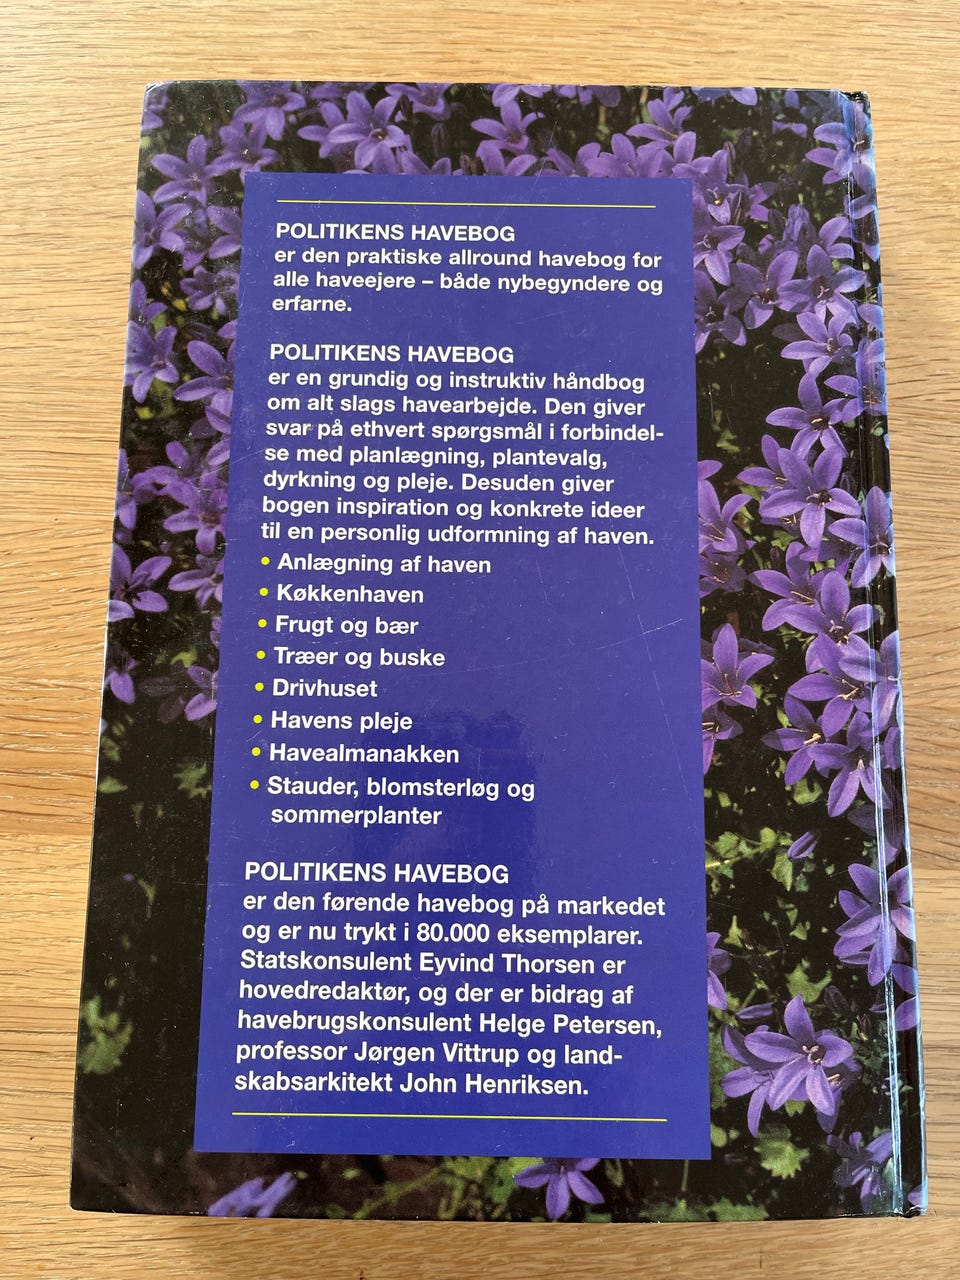 POLITIKENS HAVEBOG
er den praktiske allround havebog for
alle haveejere – både nybegyndere og
erfarne.
POLITIKENS HAVEBOG
er en grundig og instruktiv håndbog
om alt slags havearbejde. Den giver
svar på ethvert spørgsmål i forbindel-
se med planlægning, plantevalg,
dyrkning og pleje. Desuden giver
bogen inspiration og konkrete ideer
til en personlig udformning af haven.
• Anlægning af haven
• Køkkenhaven
• Frugt og bær
• Træer og buske
• Drivhuset
• Havens pleje
• Havealmanakken
• Stauder, blomsterløg og
sommerplanter
POLITIKENS HAVEBOG
er den førende havebog på markedet
og er nu trykt i 80.000 eksemplarer.
Statskonsulent Eyvind Thorsen er
hovedredaktør, og der er bidrag af
havebrugskonsulent Helge Petersen,
professor Jørgen Vittrup og land-
skabsarkitekt John Henriksen.